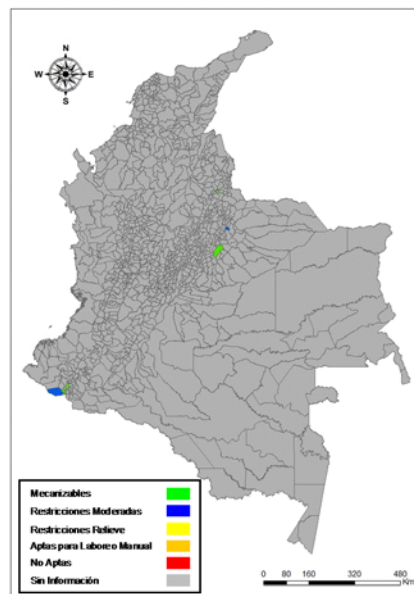 N
W E
S
Mecanizables
Restricciones Moderadas
Restricciones Relieve
Aptas para Laboreo Manual
No Aptas
Sin Información
0 80 160 320 480
Km